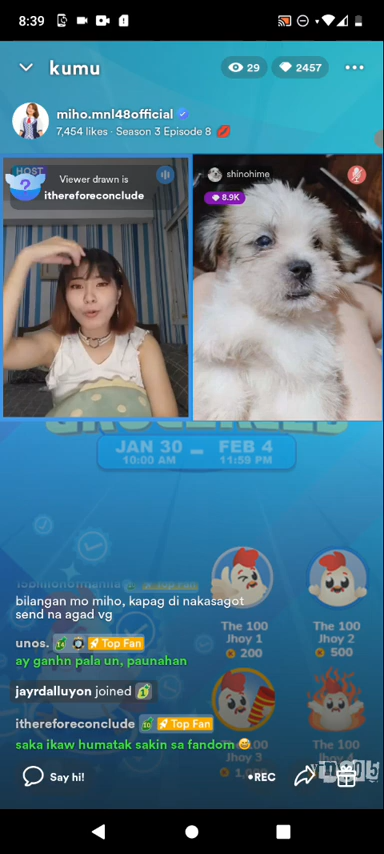 8:39
kumu
29
2457
miho.mnl48official
7,454 likes · Season 3 Episode 8
HOST
Viewer drawn is
ithereforeconclude
shinohime
8.9K
JAN 30 - FEB 4
10:00 AM
11:59 PM
bilangan mo miho, kapag di nakasagot
send na agad vg
The 100
Jhoy 1
200
The 100
Jhoy 2
500
unos.
14
Top Fan
ay ganhn pala un, paunahan
jayrdalluyon joined
ithereforeconclude
Top Fan
saka ikaw humatak sakin sa fandom
Jhoy 3
Say hi!
•REC